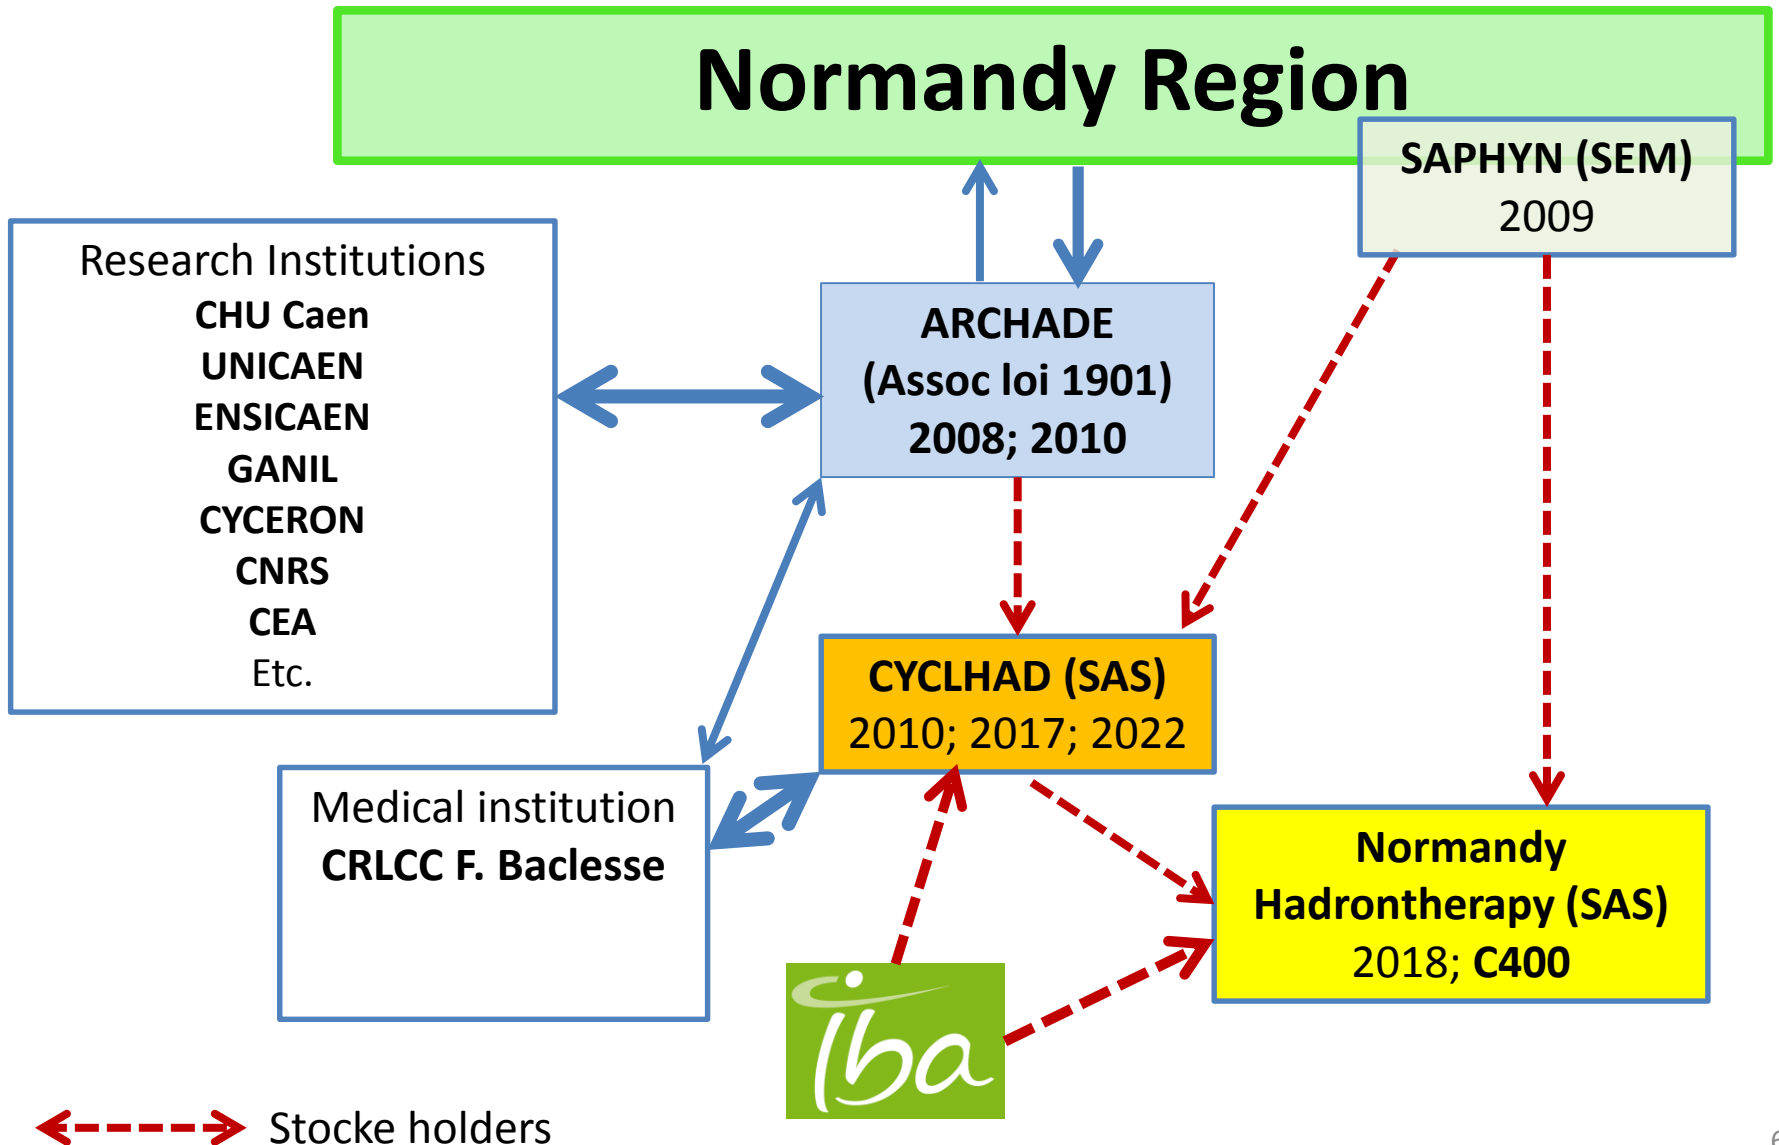 Normandy Region
SAPHYN (SEM)
2009
Research Institutions
CHU Caen
UNICAEN
ENSICAEN
GANIL
CYCERON
CNRS
CEA
Etc.
ARCHADE
(Assoc loi 1901)
2008; 2010
CYCLHAD (SAS)
2010; 2017; 2022
Medical institution
CRLCC F. Baclesse
Normandy
Hadrontherapy (SAS)
2018; C400
iba
Stocke holders